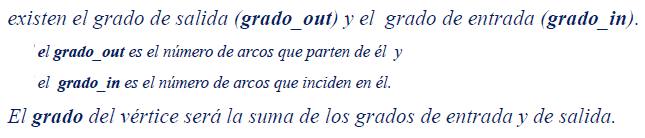 existen el grado de salida (grado_out) y el grado de entrada (grado_in).
el grado_out es el número de arcos que parten de él y
el grado_in es el número de arcos que inciden en él.
El grado del vértice será la suma de los grados de entrada y de salida.